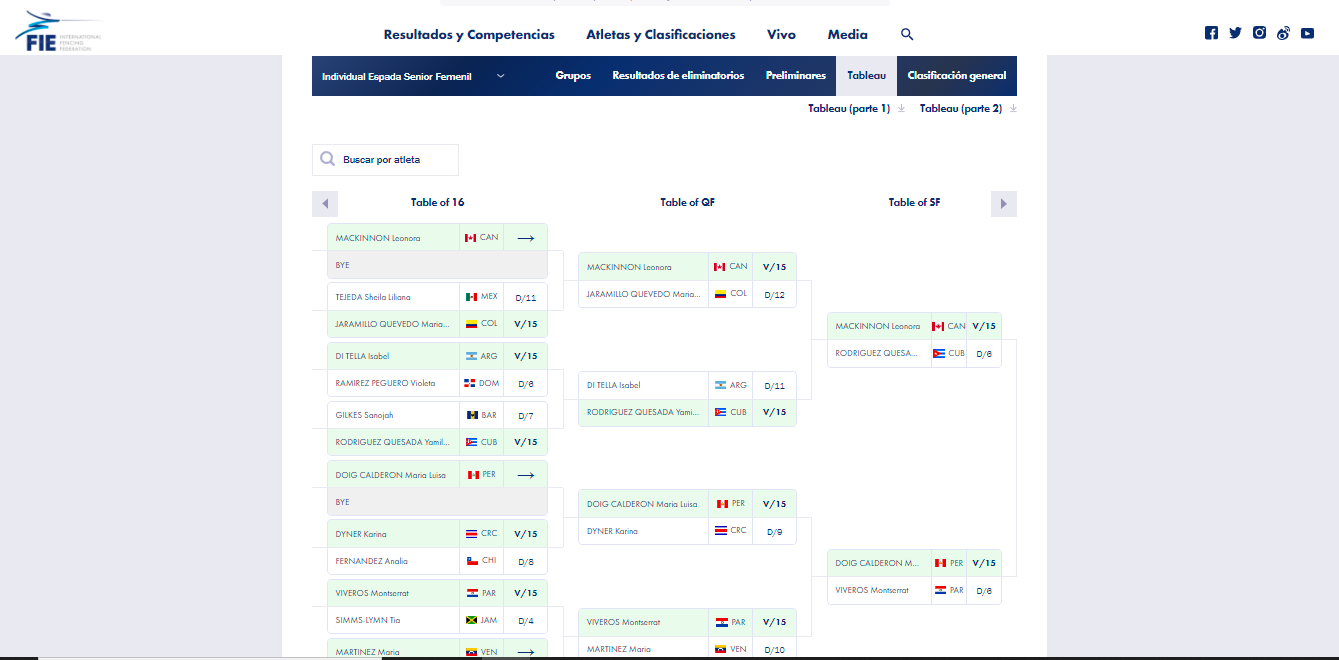 FIE INTERNATIONAL FENCING FEDERATION
Resultados y Competencias Atletas y Clasificaciones Vivo Media
Individual Espada Senior Femenil Grupos Resultados de eliminatorios Preliminares Tableau Clasificación general
Tableau (parte 1) Tableau (parte 2)
Buscar por atleta
Table of 16 Table of QF Table of SF
MACKINNON Leonora CAN →
BYE
TEJEDA Sheila Liliana MEX D/11
JARAMILLO QUEVEDO Maria... COL V/15
DI TELLA Isabel ARG V/15
RAMIREZ PEGUERO Violeta DOM D/6
GILKES Sanojah BAR D/7
RODRIGUEZ QUESADA Yamil... CUB V/15
DOIG CALDERON Maria Luisa PER →
BYE
DYNER Karina CRC V/15
FERNANDEZ Analia CHI D/8
VIVEROS Montserrat PAR V/15
SIMMS-LYMN Tia JAM D/4
MARTINEZ Maria VEN →
MACKINNON Leonora CAN V/15
JARAMILLO QUEVEDO Maria... COL D/12
DI TELLA Isabel ARG D/11
RODRIGUEZ QUESADA Yami... CUB V/15
DOIG CALDERON Maria Luisa PER V/15
DYNER Karina CRC D/9
VIVEROS Montserrat PAR V/15
MARTINEZ Maria VEN D/10
MACKINNON Leonora CAN V/15
RODRIGUEZ QUESA... CUB D/6
DOIG CALDERON M... PER V/15
VIVEROS Montserrat PAR D/6